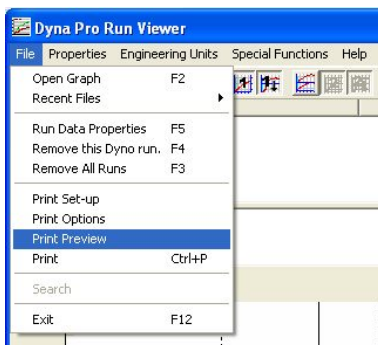 Dyna Pro Run Viewer
File Properties Engineering Units Special Functions Help
Open Graph F2
Recent Files
Run Data Properties F5
Remove this Dyno run. F4
Remove All Runs F3
Print Set-up
Print Options
Print Preview
Print Ctrl+P
Search
Exit F12